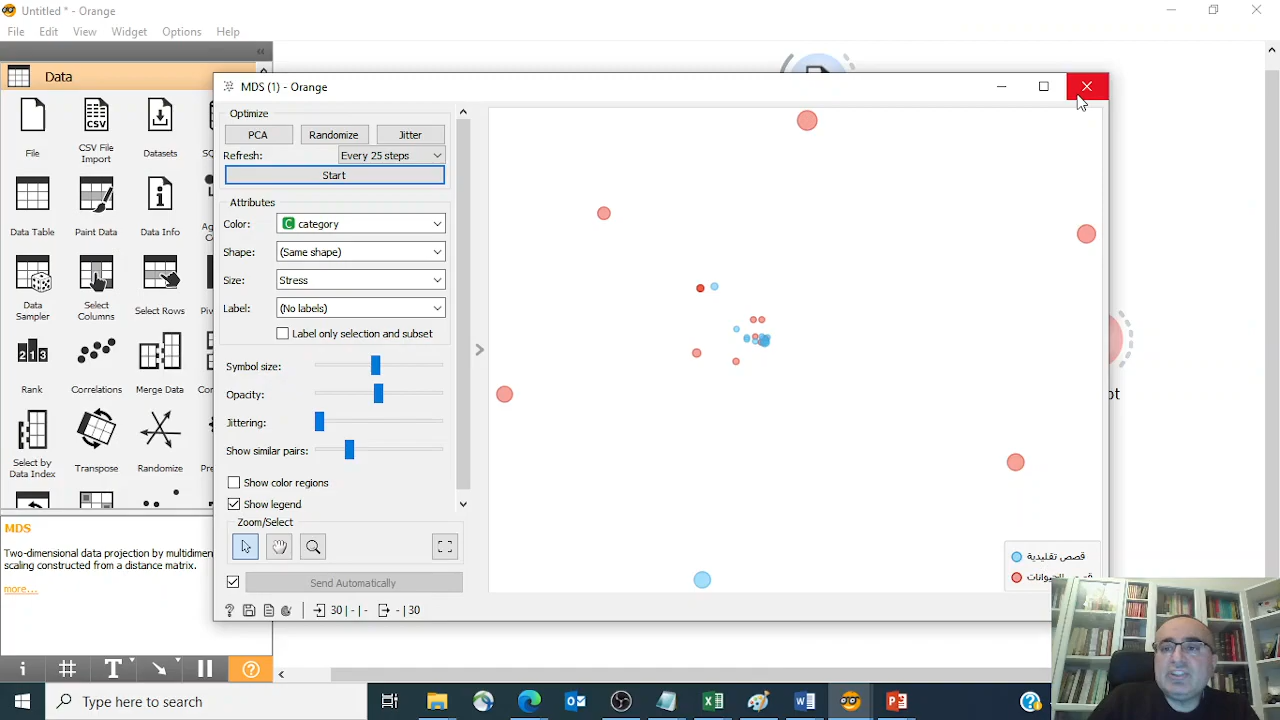 Untitled * - Orange
File Edit View Widget Options Help
Data
File
CSV File
Import
Datasets
Data Table
Paint Data
Data Info
Data
Sampler
Select
Columns
Select Rows
Rank
Correlations
Merge Data
Select by
Data Index
Transpose
Randomize
MDS
Two-dimensional data projection by multidimen
scaling constructed from a distance matrix.
more...
MDS (1) - Orange
Optimize
PCA
Randomize
Jitter
Refresh:
Every 25 steps
Start
Attributes
Color:
C category
Shape:
(Same shape)
Size:
Stress
Label:
(No labels)
Label only selection and subset
Symbol size:
Opacity:
Jittering:
Show similar pairs:
Show color regions
Show legend
Zoom/Select
Send Automatically
30 | - | -
- | 30
قصص تقليدية
Type here to search